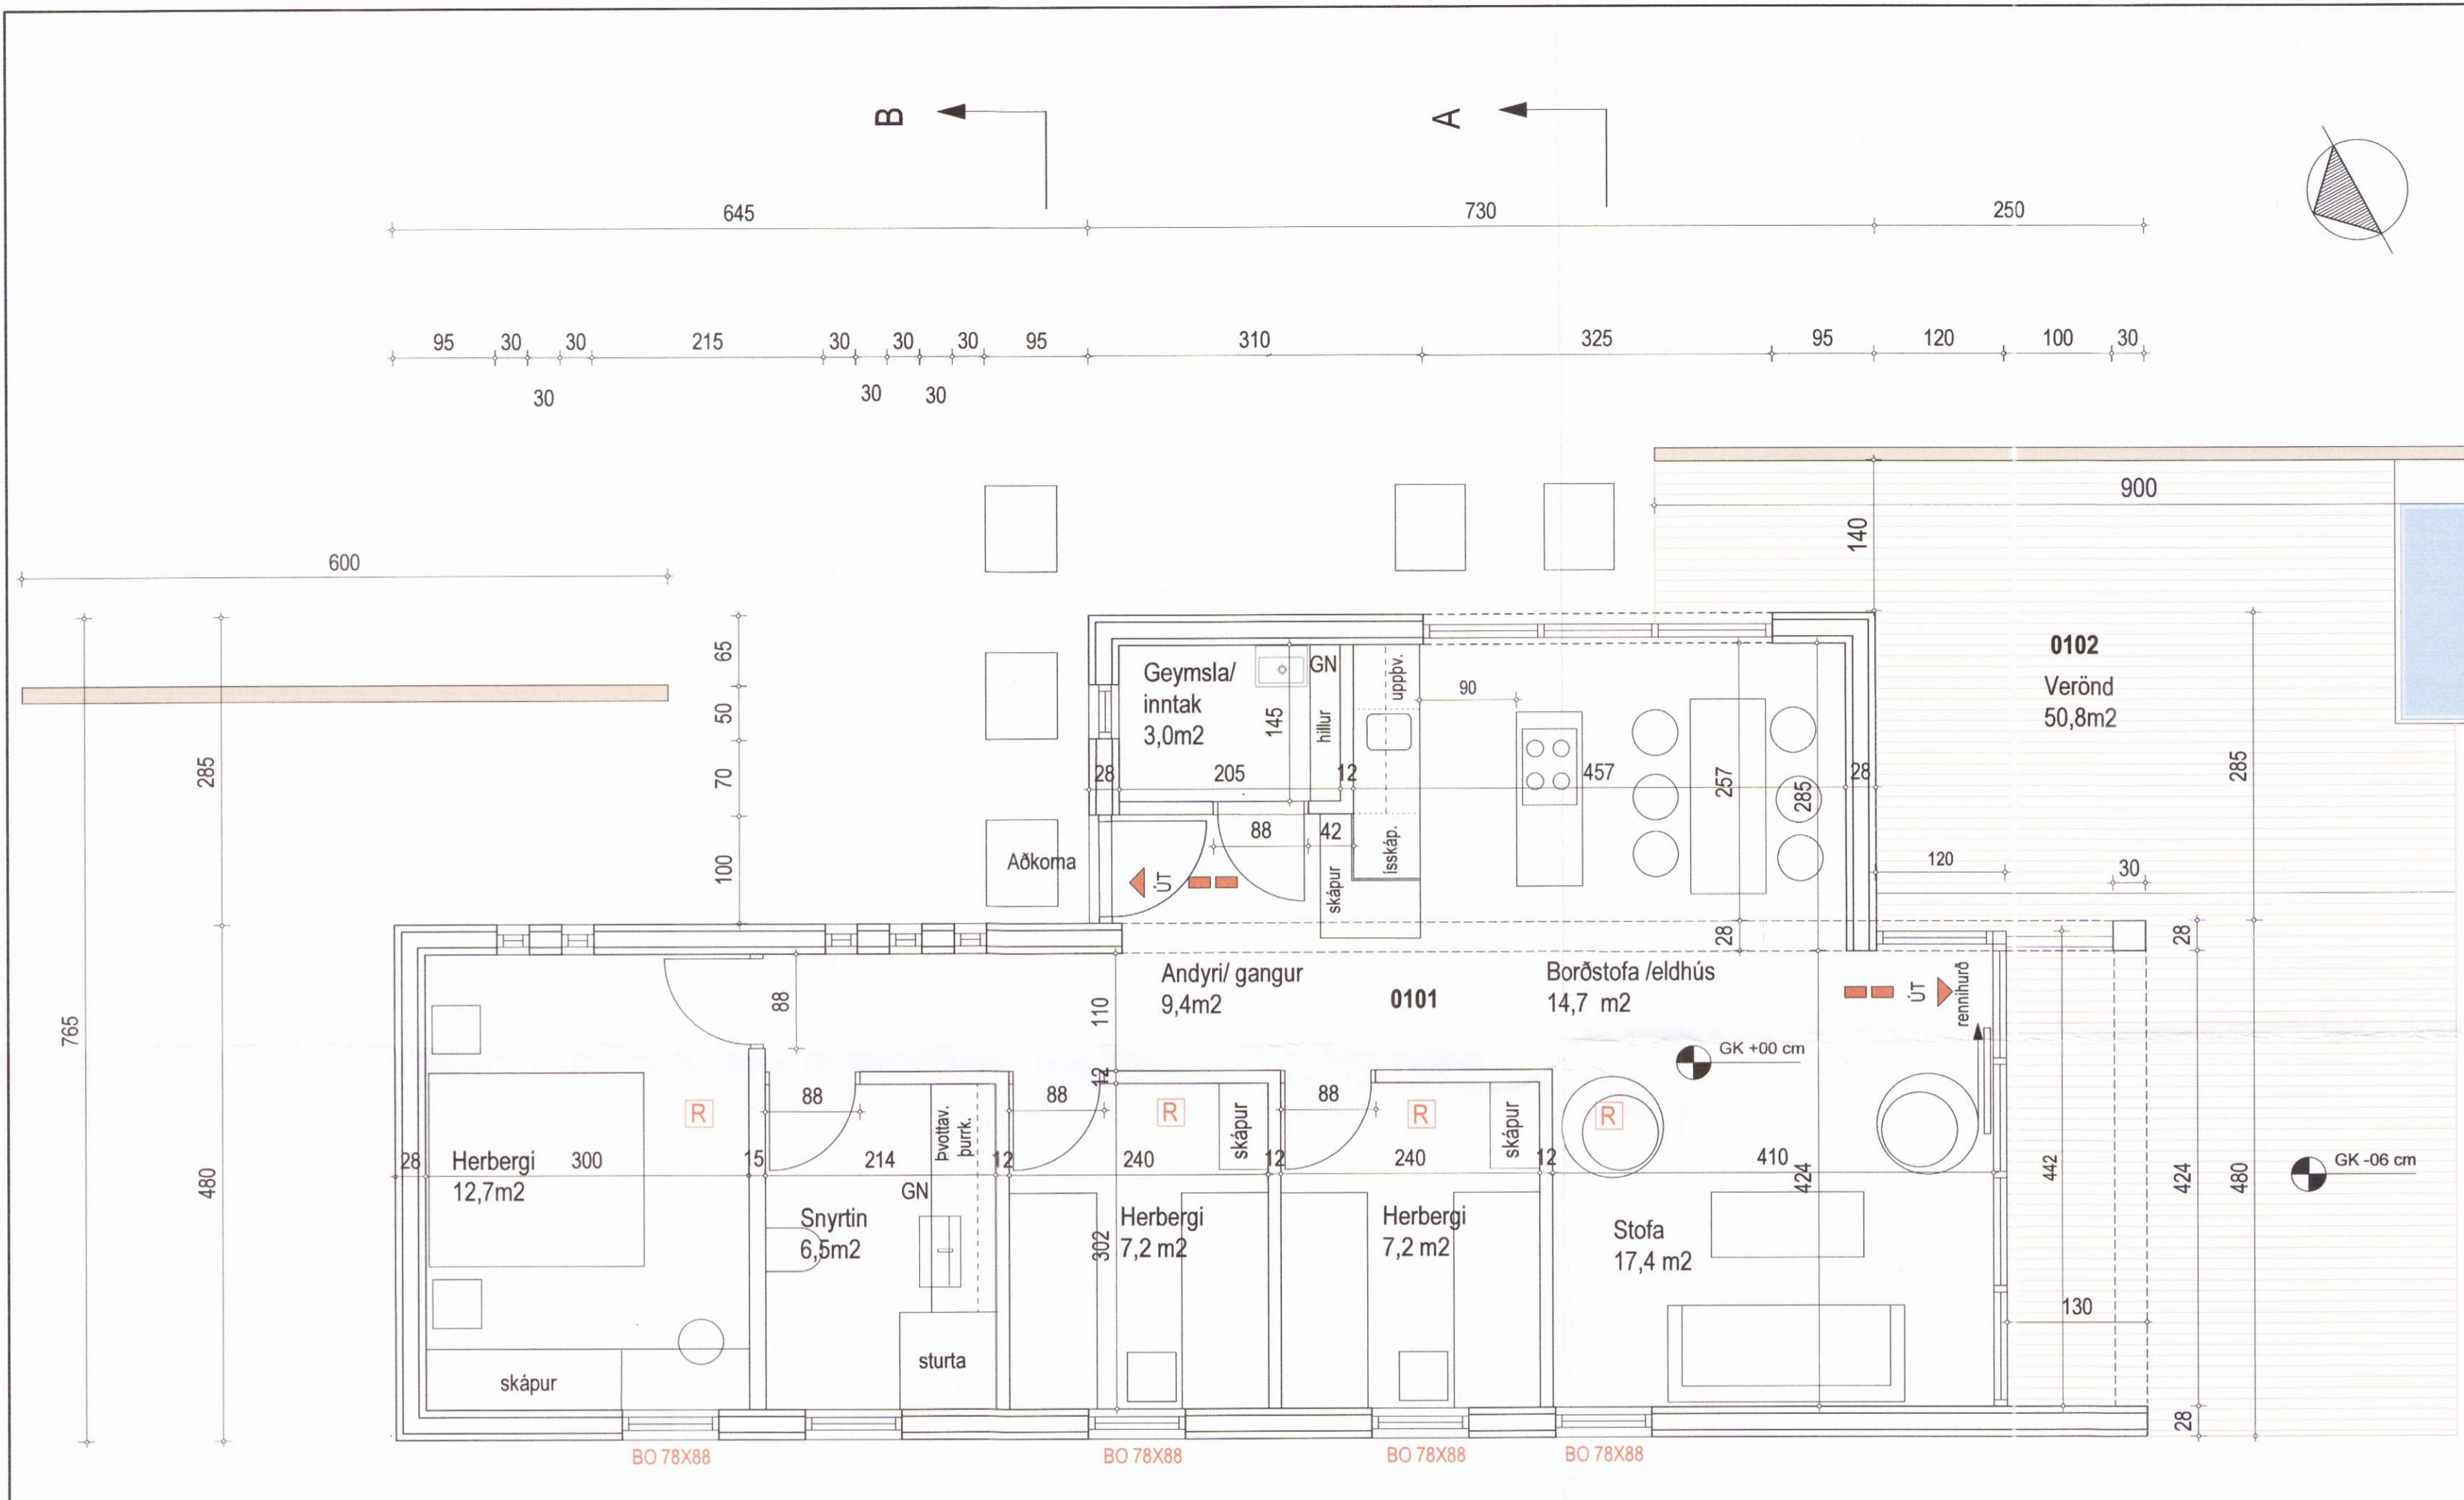 B
A
645
730
250
95
30
30
215
30
30
30
95
310
325
95
120
100
30
30
30
30
900
140
600
65
50
70
100
285
480
765
0102
Verönd
50,8m2
285
Geymsla/
inntak
3,0m2
GN
145
hillur
uppþv.
90
28
205
12
457
257
285
28
88
42
skápur
ísskáp.
Aðkoma
ÚT
120
30
28
28
Andyri/ gangur
9,4m2
0101
Borðstofa /eldhús
14,7 m2
ÚT
rennihurð
GK +00 cm
88
110
12
88
88
88
R
R
R
R
Þvottav.
þurrk.
skápur
skápur
28
Herbergi
12,7m2
300
15
214
12
240
12
240
12
410
424
442
424
480
GK -06 cm
GN
Snyrtin
6,5m2
302
Herbergi
7,2 m2
Herbergi
7,2 m2
Stofa
17,4 m2
130
skápur
sturta
28
BO 78X88
BO 78X88
BO 78X88
BO 78X88